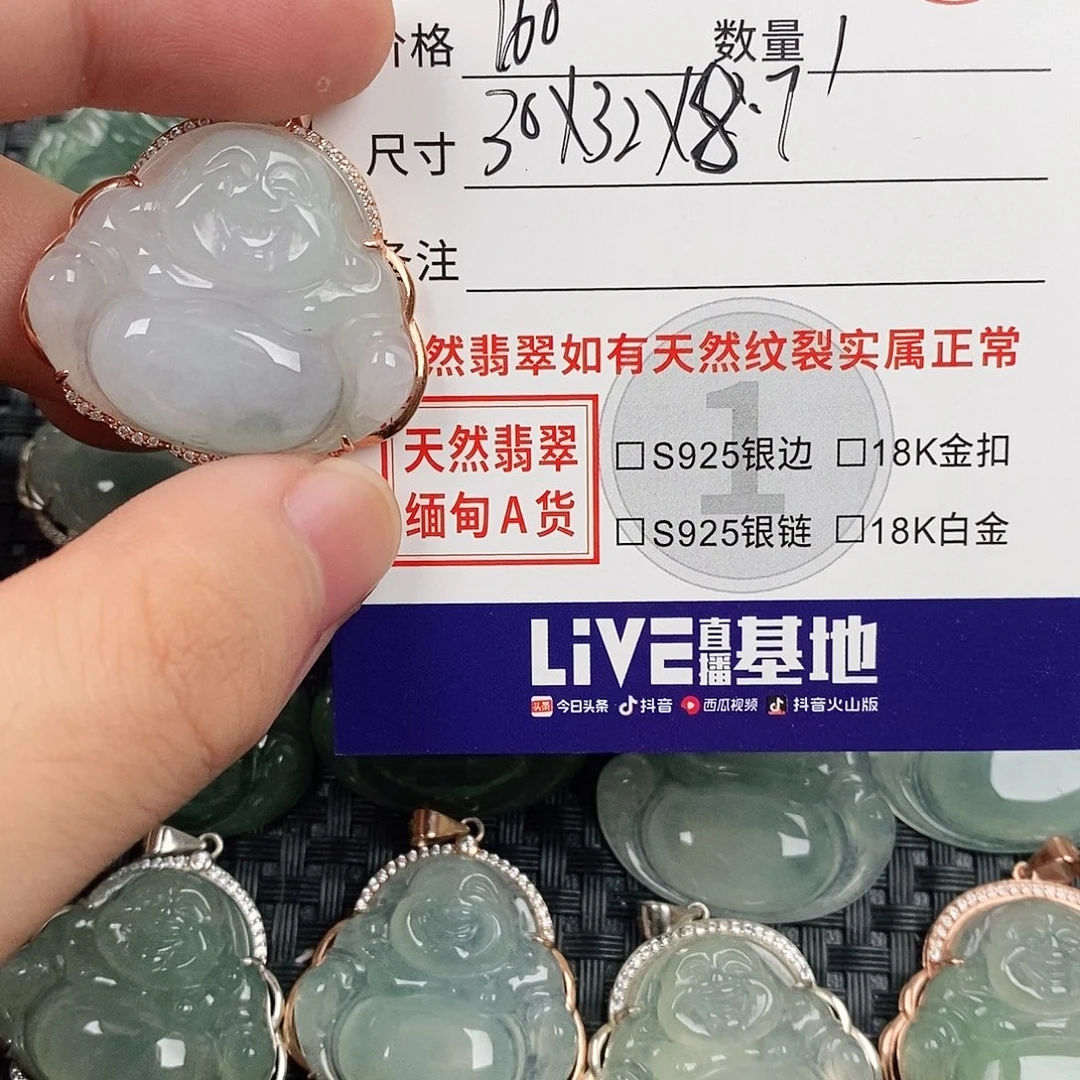 价格 160 数量 1
尺寸 30X32X8.7
备注
然翡翠如有天然纹裂实属正常
天然翡翠
缅甸A货
1
□S925银边 □18K金扣
□S925银链 □18K白金
LiVE直播基地
头条 今日头条 抖音 西瓜视频 抖音火山版